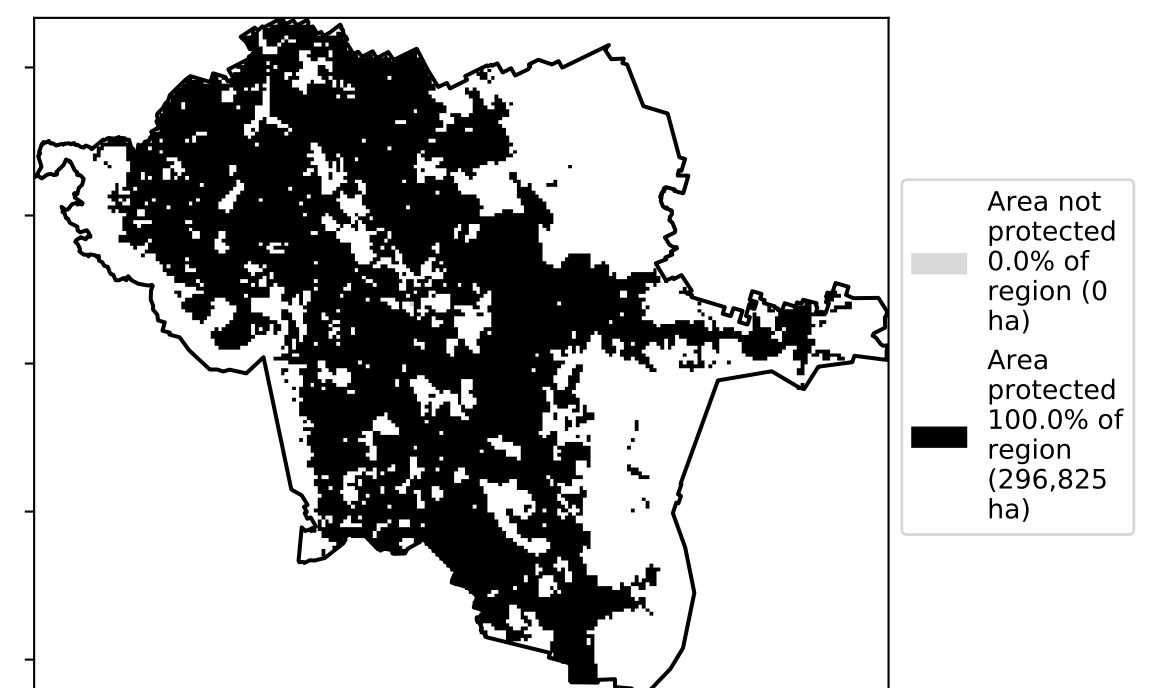 Area not
protected
0.0% of
region (0
ha)
Area
protected
100.0% of
region
(296,825
ha)